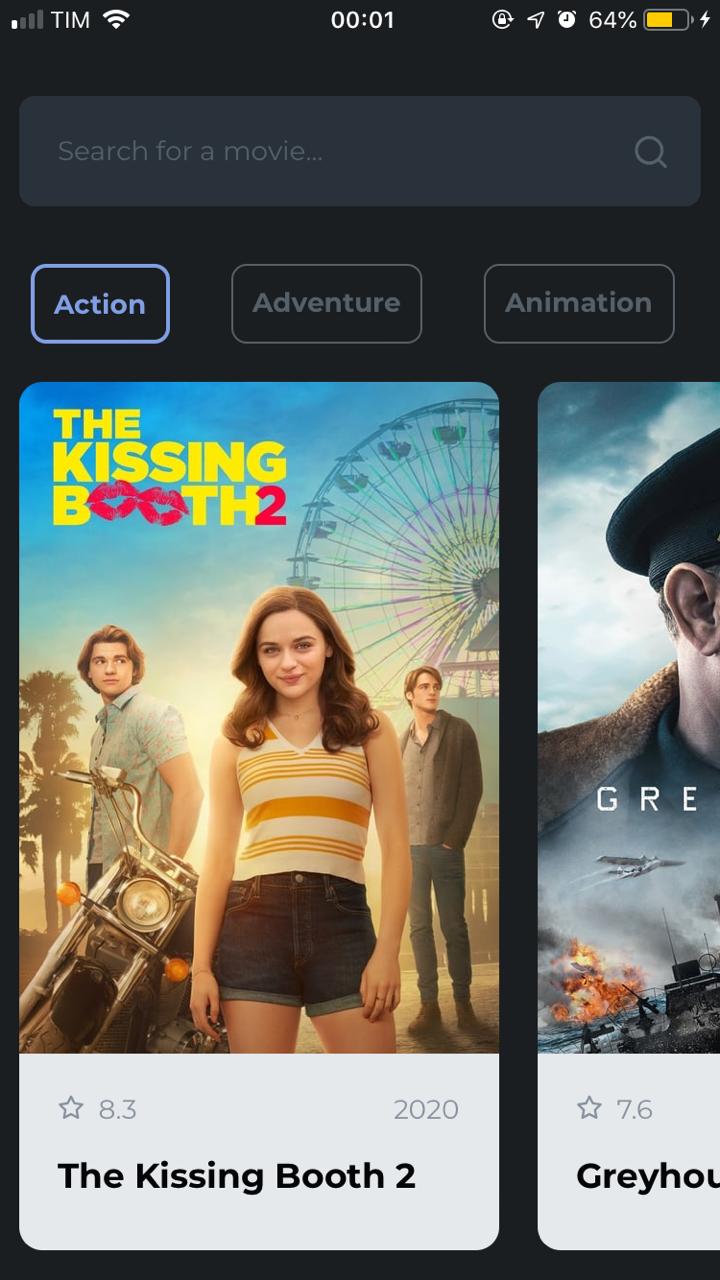 TIM 00:01 64%
Search for a movie...
Action Adventure Animation
THE
KISSING
BOOTH2
G R E
8.3 2020 7.6
The Kissing Booth 2 Greyhou